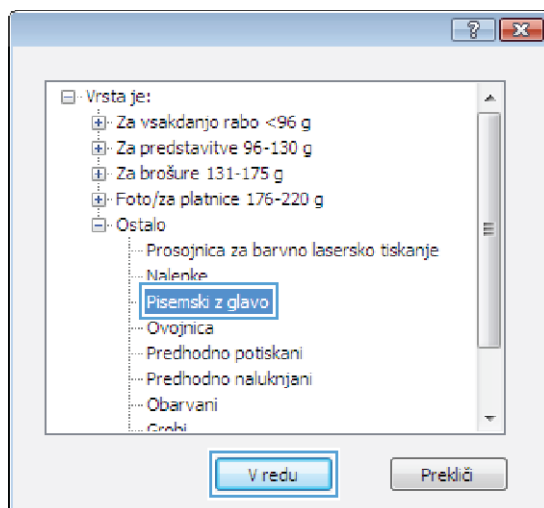 Vrsta je:
Za vsakdanjo rabo <96 g
Za predstavitve 96-130 g
Za brošure 131-175 g
Foto/za platnice 176-220 g
Ostalo
Prosojnica za barvno lasersko tiskanje
Nalepke
Pisemski z glavo
Ovojnica
Predhodno potiskani
Predhodno naluknjani
Obarvani
Grobi
V redu
Prekliči